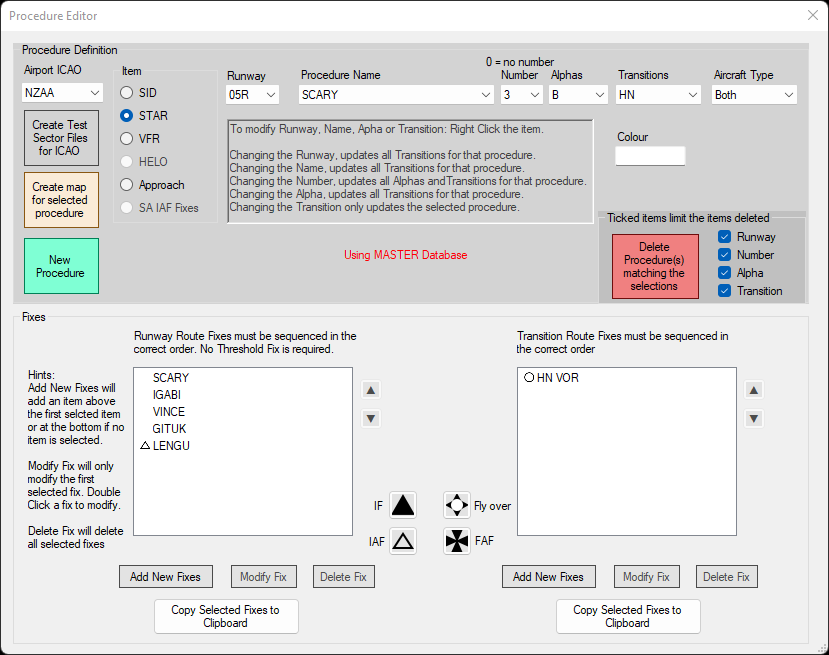 Procedure Editor
Procedure Definition
Airport ICAO
NZAA
Create Test
Sector Files
for ICAO
Create map
for selected
procedure
New
Procedure
Item
SID
STAR
VFR
HELO
Approach
SA IAF Fixes
Runway
05R
Procedure Name
SCARY
0 = no number
Number
3
Alphas
B
Transitions
HN
Aircraft Type
Both
To modify Runway, Name, Apha or Transition: Right Click the item.
Changing the Runway, updates all Transitions for that procedure.
Changing the Name, updates all Transitions for that procedure.
Changing the Number, updates all Alphas and Transitions for that procedure.
Changing the Alpha, updates all Transitions for that procedure.
Changing the Transition only updates the selected procedure.
Colour
Using MASTER Database
Ticked items limit the items deleted
Delete
Procedure(s)
matching the
selections
Runway
Number
Alpha
Transition
Fixes
Hints:
Add New Fixes will
add an item above
the first selcted item
or at the bottom if no
item is selected.
Modify Fix will only
modify the first
selected fix. Double
Click a fix to modify.
Delete Fix will delete
all selected fixes
Runway Route Fixes must be sequenced in the
correct order. No Threshold Fix is required.
SCARY
IGABI
VINCE
GITUK
LENGU
IF
IAF
Fly over
FAF
Add New Fixes
Modify Fix
Delete Fix
Copy Selected Fixes to
Clipboard
Transition Route Fixes must be sequenced in
the correct order
HN VOR
Add New Fixes
Modify Fix
Delete Fix
Copy Selected Fixes to
Clipboard